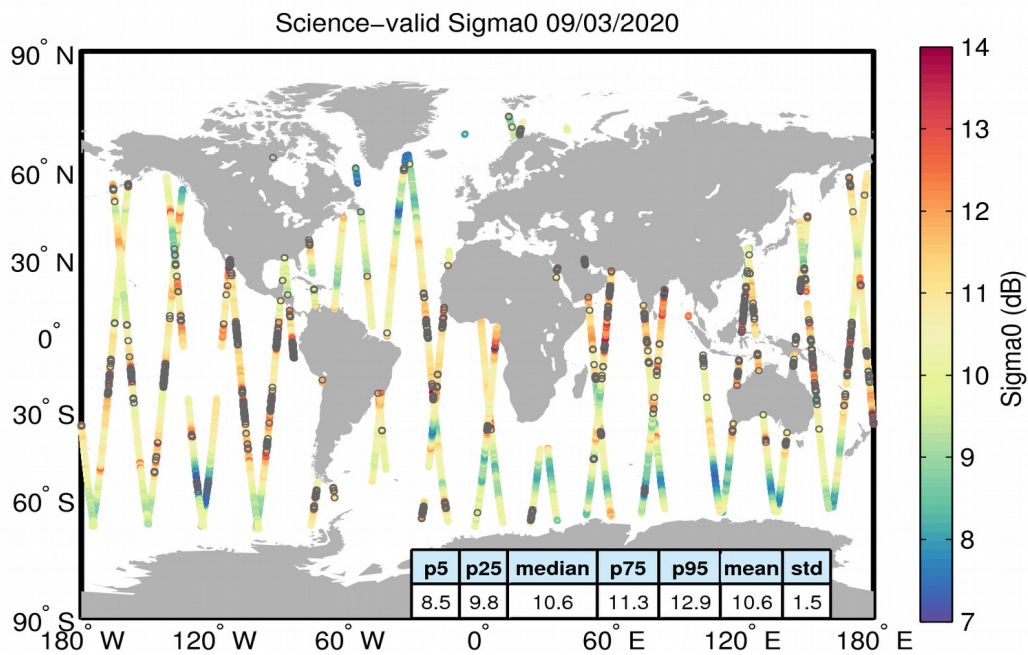 Science−valid Sigma0 09/03/2020
90° N
60° N
30° N
0°
30° S
60° S
90° S
180° W
120° W
60° W
0°
60° E
120° E
180° E
p5 p25 median p75 p95 mean std
8.5 9.8 10.6 11.3 12.9 10.6 1.5
14
13
12
11
10
9
8
7
Sigma0 (dB)